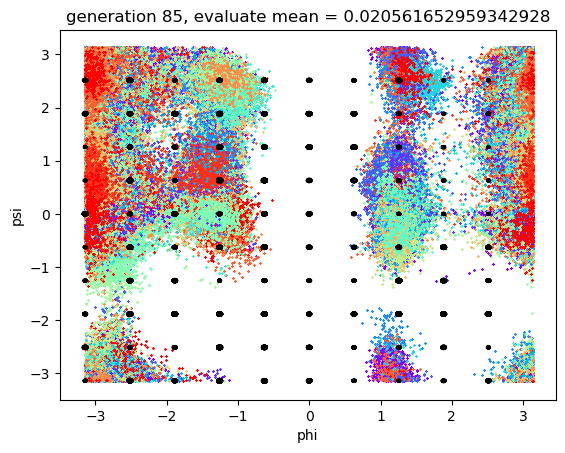 generation 85, evaluate mean = 0.020561652959342928
psi
3
2
1
0
−1
−2
−3
−3 −2 −1 0 1 2 3
phi